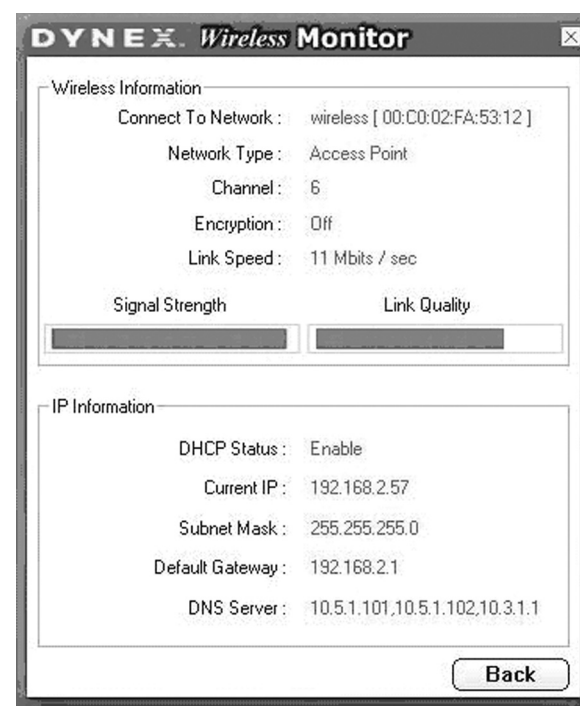 DYNEX. Wireless Monitor
Wireless Information
Connect To Network : wireless [ 00:C0:02:FA:53:12 ]
Network Type : Access Point
Channel : 6
Encryption : Off
Link Speed : 11 Mbits / sec
Signal Strength Link Quality
IP Information
DHCP Status : Enable
Current IP : 192.168.2.57
Subnet Mask : 255.255.255.0
Default Gateway : 192.168.2.1
DNS Server : 10.5.1.101,10.5.1.102,10.3.1.1
Back